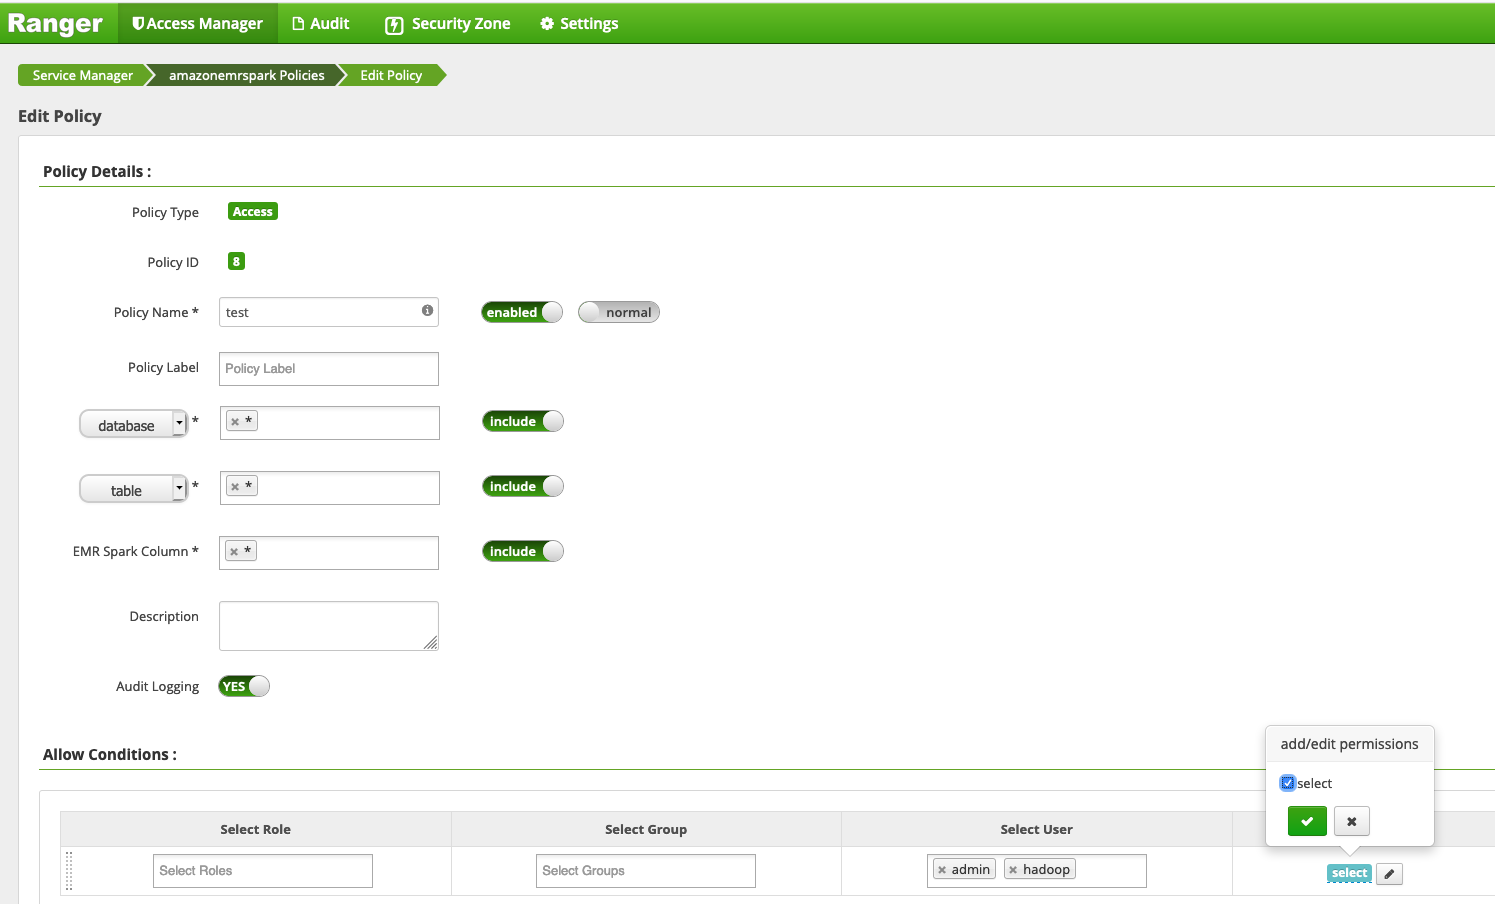 Ranger Access Manager Audit Security Zone Settings
Service Manager amazonemrspark Policies Edit Policy
Edit Policy
Policy Details :
Policy Type Access
Policy ID 8
Policy Name * test enabled normal
Policy Label Policy Label
database * × * include
table * × * include
EMR Spark Column * × * include
Description
Audit Logging YES
Allow Conditions :
add/edit permissions
select
Select Role Select Group Select User
Select Roles Select Groups × admin × hadoop select